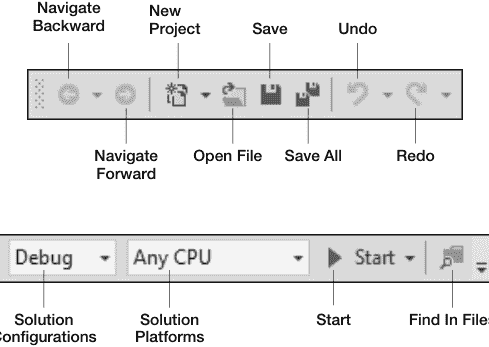 Navigate
Backward
New
Project
Save
Undo
Navigate
Forward
Open File
Save All
Redo
Debug
Any CPU
Start
Solution
Configurations
Solution
Platforms
Start
Find In Files